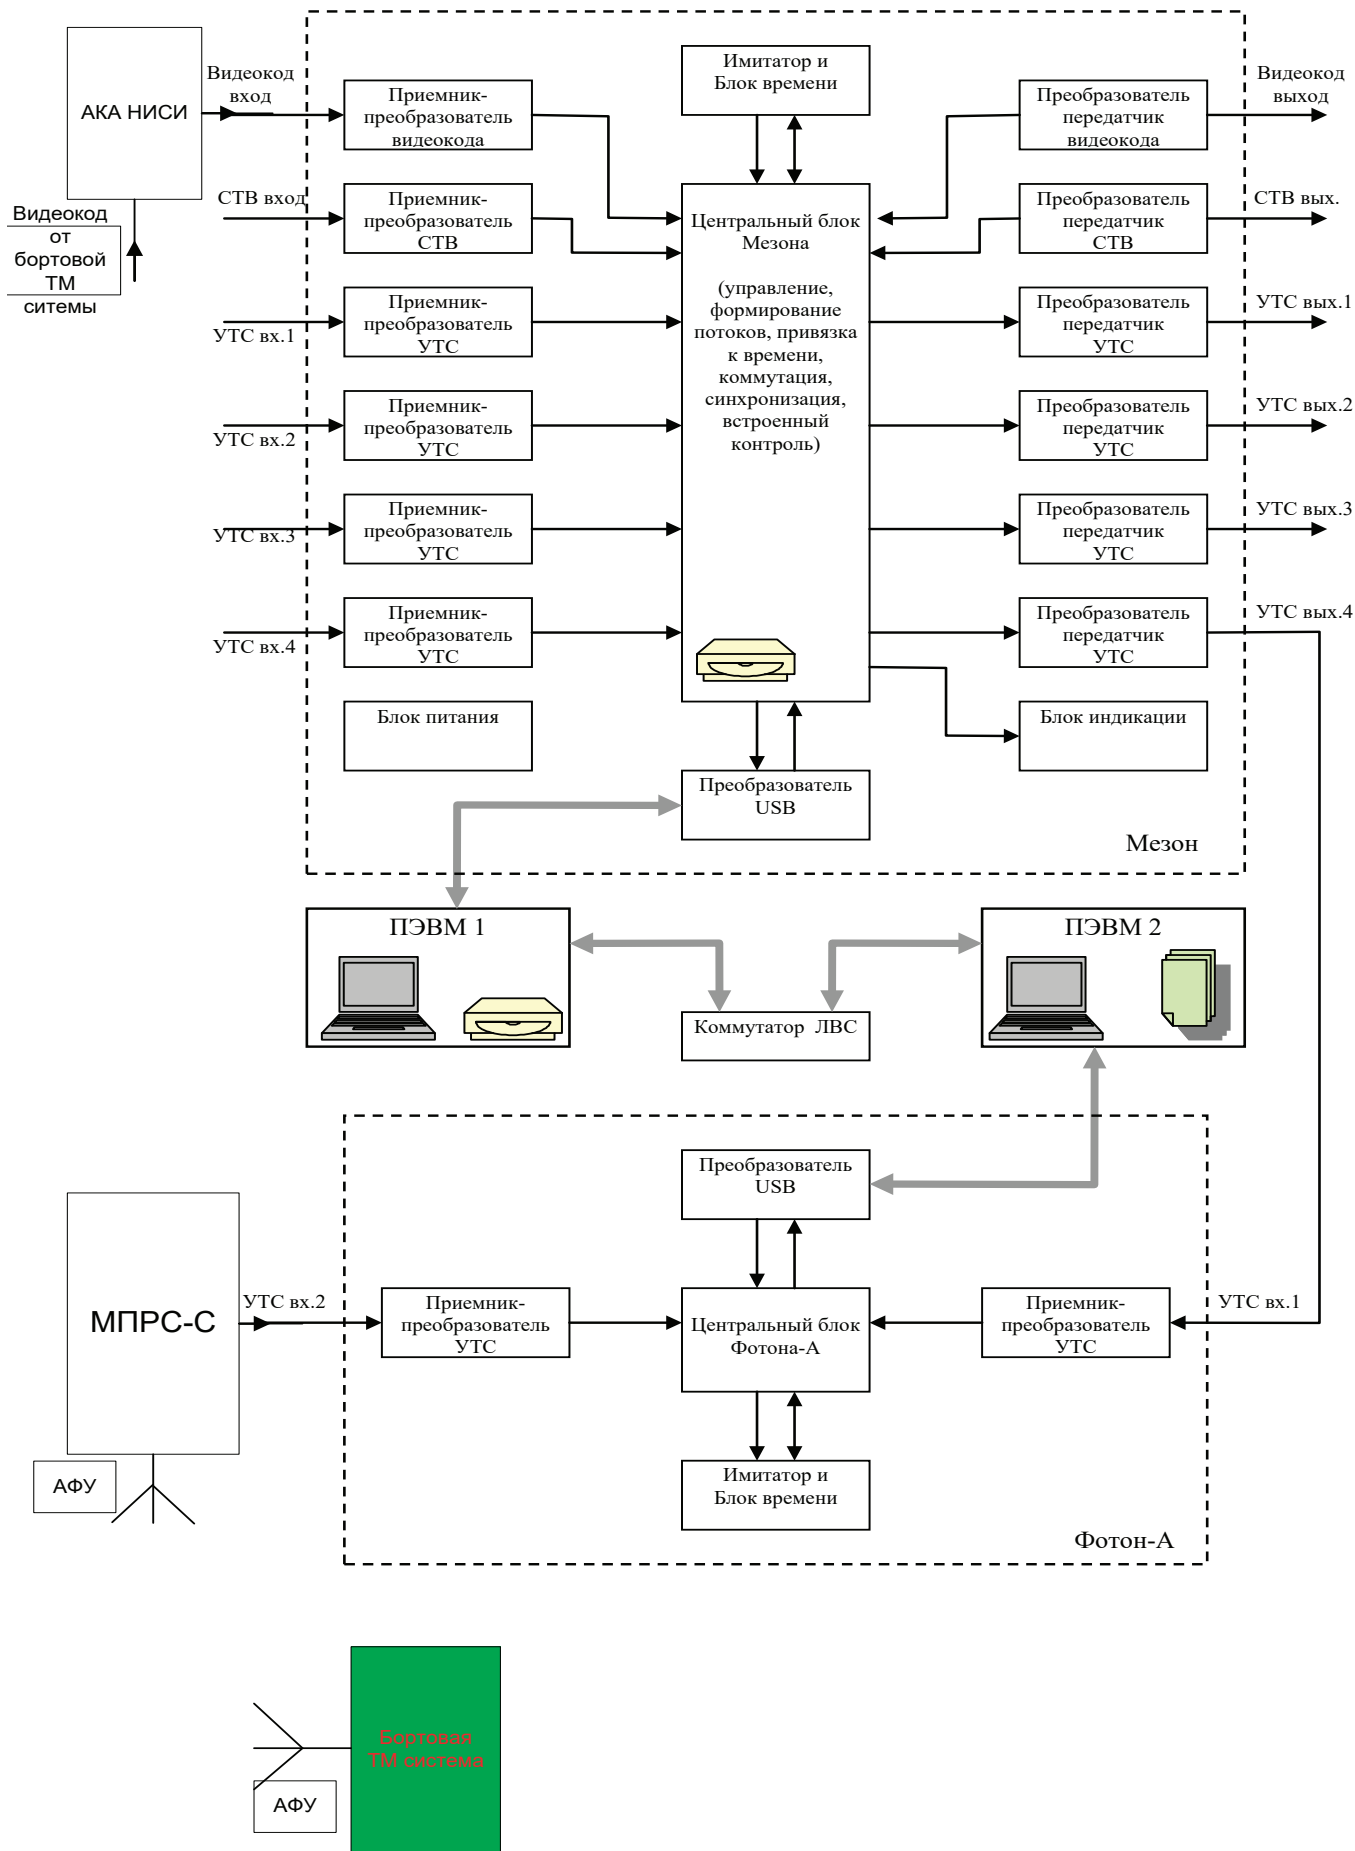 АКА НИСИ
Видеокод
вход
Видеокод
от
бортовой
ТМ
ситемы
СТВ вход
УТС вх.1
УТС вх.2
УТС вх.3
УТС вх.4
Приемник-
преобразователь
видеокода
Приемник-
преобразователь
СТВ
Приемник-
преобразователь
УТС
Приемник-
преобразователь
УТС
Приемник-
преобразователь
УТС
Приемник-
преобразователь
УТС
Блок питания
Имитатор и
Блок времени
Центральный блок
Мезона
(управление,
формирование
потоков, привязка
к времени,
коммутация,
синхронизация,
встроенный
контроль)
Преобразователь
USB
Преобразователь
передатчик
видеокода
Преобразователь
передатчик
СТВ
Преобразователь
передатчик
УТС
Преобразователь
передатчик
УТС
Преобразователь
передатчик
УТС
Преобразователь
передатчик
УТС
Блок индикации
Мезон
Видеокод
выход
СТВ вых.
УТС вых.1
УТС вых.2
УТС вых.3
УТС вых.4
ПЭВМ 1
Коммутатор ЛВС
ПЭВМ 2
Преобразователь
USB
МПРС-С
УТС вх.2
Приемник-
преобразователь
УТС
Центральный блок
Фотона-А
Приемник-
преобразователь
УТС
УТС вх.1
АФУ
Имитатор и
Блок времени
Фотон-А
Бортовая
ТМ система
АФУ